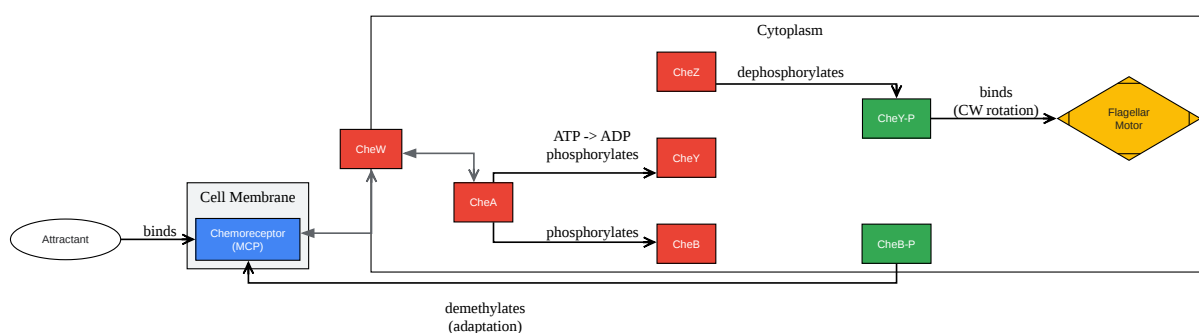 Cytoplasm
CheZ
dephosphorylates
CheY-P
binds
(CW rotation)
Flagellar
Motor
CheW
ATP -> ADP
phosphorylates
CheY
CheA
Cell Membrane
Attractant
binds
Chemoreceptor
(MCP)
phosphorylates
CheB
CheB-P
demethylates
(adaptation)